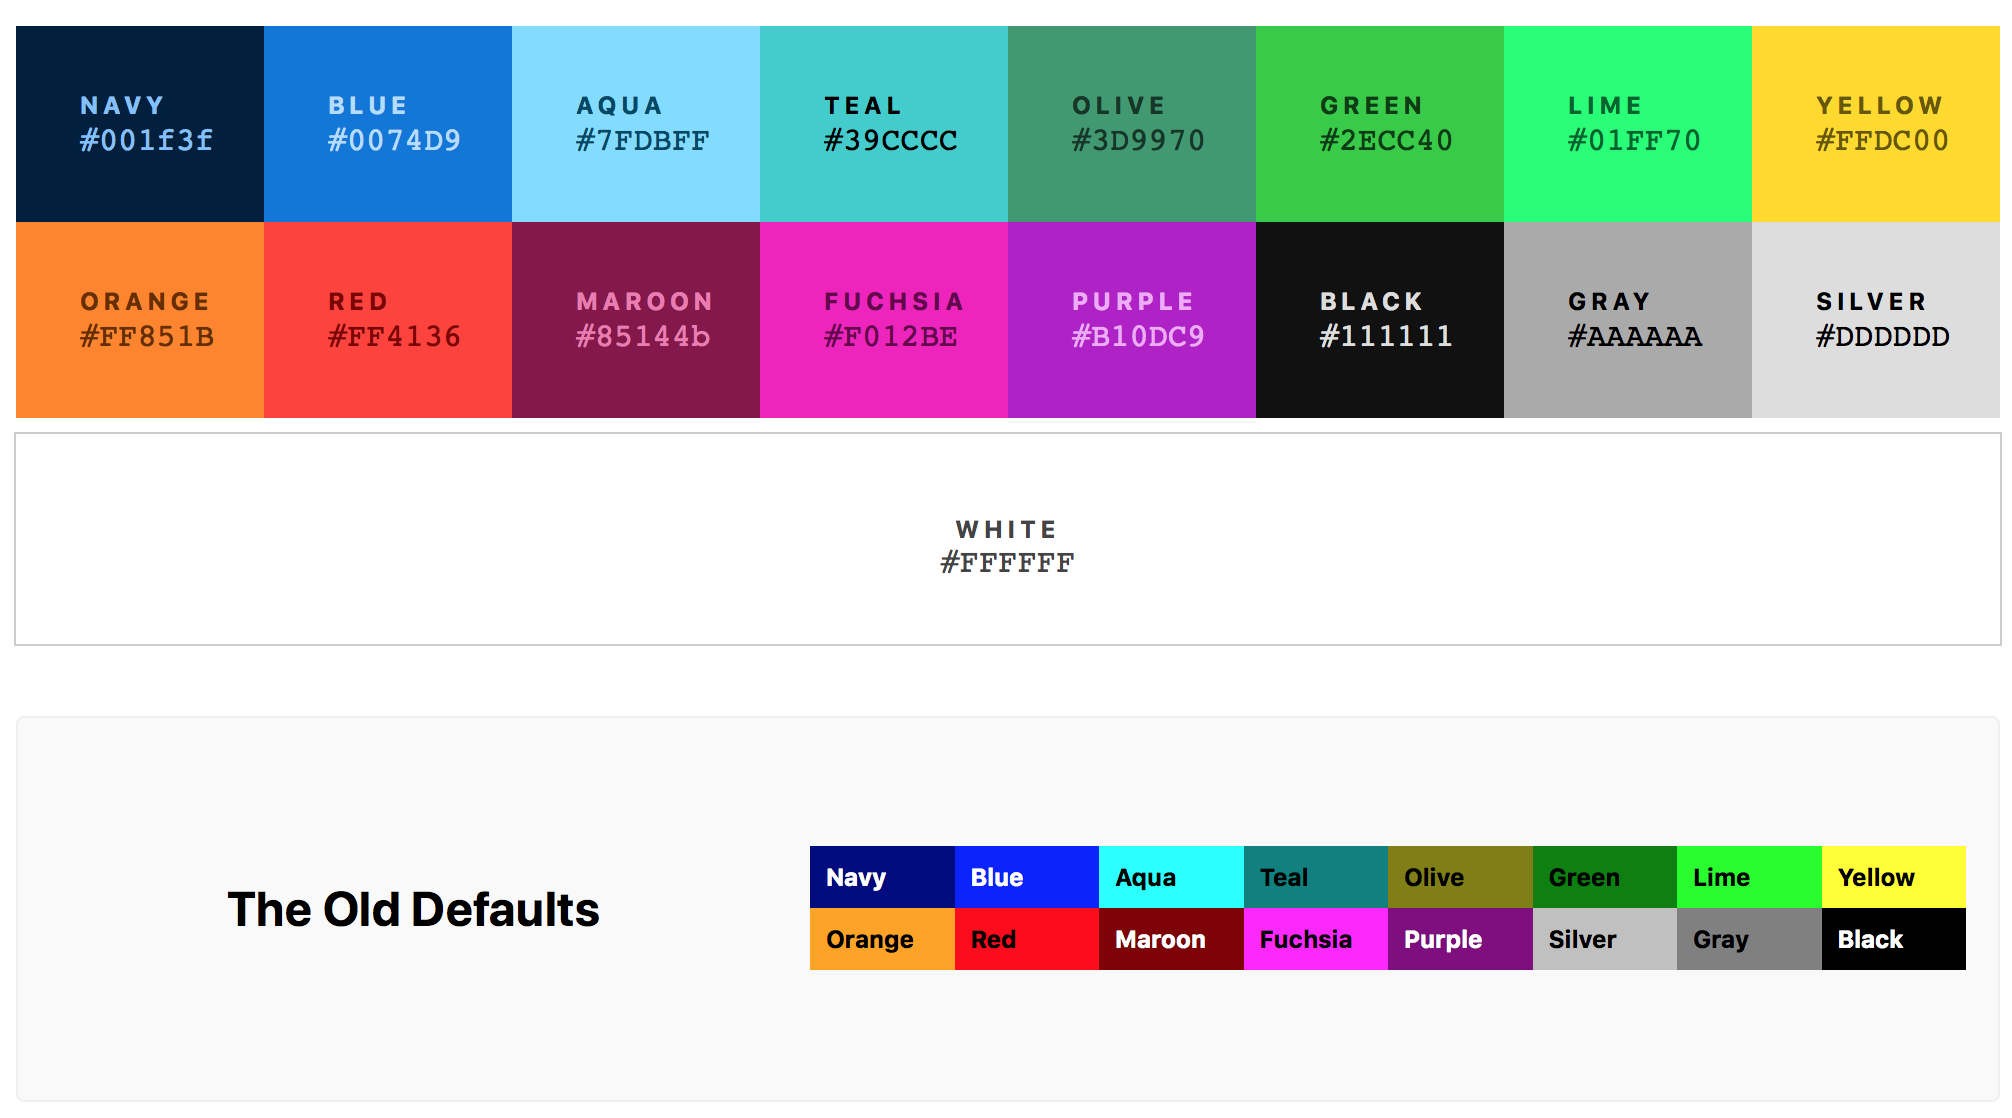 NAVY
#001f3f
BLUE
#0074D9
AQUA
#7FDBFF
TEAL
#39CCCC
OLIVE
#3D9970
GREEN
#2ECC40
LIME
#01FF70
YELLOW
#FFDC00
ORANGE
#FF851B
RED
#FF4136
MAROON
#85144b
FUCHSIA
#F012BE
PURPLE
#B10DC9
BLACK
#111111
GRAY
#AAAAAA
SILVER
#DDDDDD
WHITE
#FFFFFF
The Old Defaults
Navy
Blue
Aqua
Teal
Olive
Green
Lime
Yellow
Orange
Red
Maroon
Fuchsia
Purple
Silver
Gray
Black